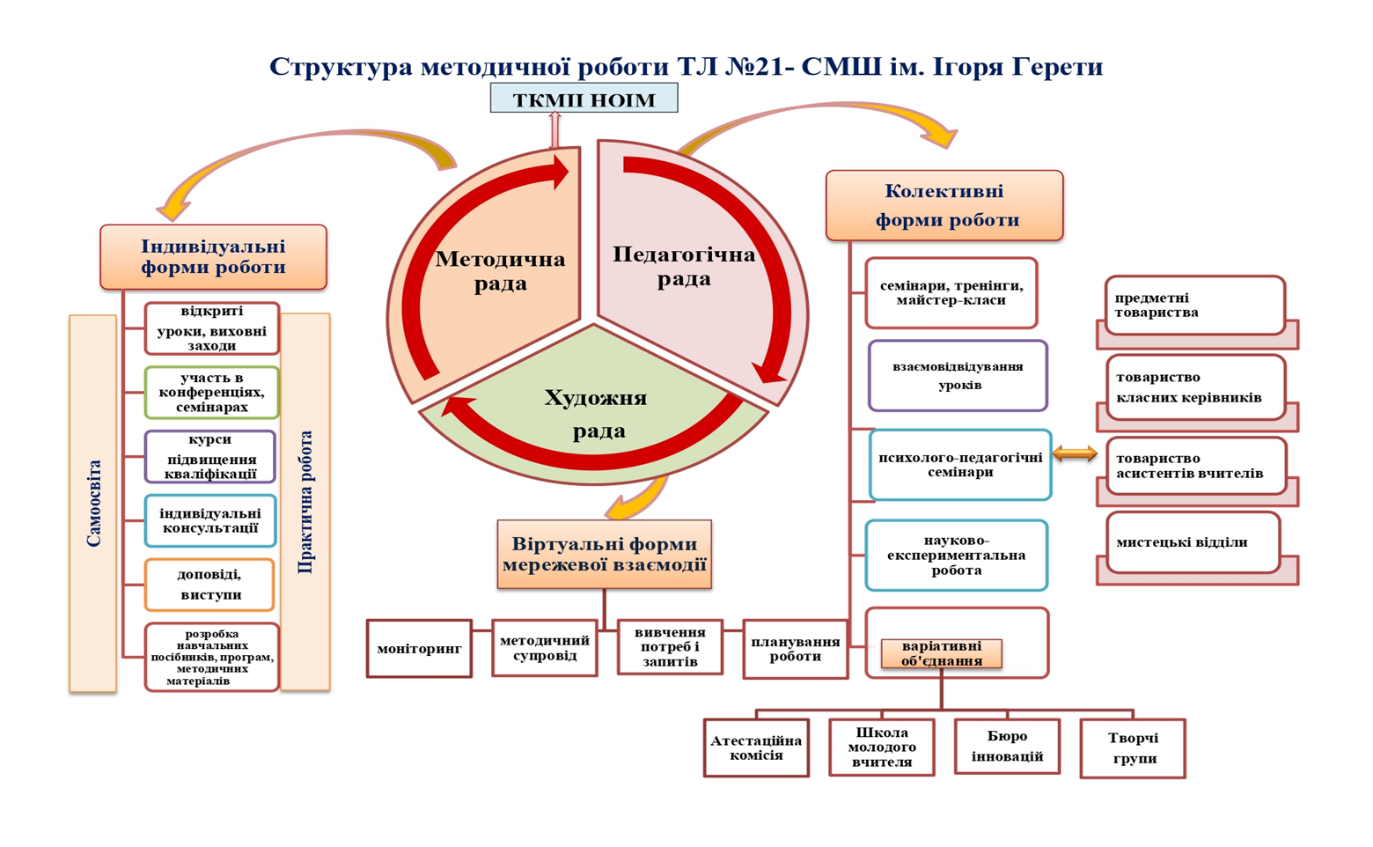 Структура методичної роботи ТЛ №21- СМШ ім. Ігоря Герети
ТКМЦ НОІМ
Методична
рада
Педагогічна
рада
Художня
рада
Індивідуальні
форми роботи
Самоосвіта
Практична робота
відкриті
уроки, виховні
заходи
участь в
конференціях,
семінарах
курси
підвищення
кваліфікації
індивідуальні
консультації
доповіді,
виступи
розробка
навчальних
посібників, програм,
методичних
матеріалів
Віртуальні форми
мережевої взаємодії
моніторинг
методичний
супровід
вивчення
потреб і
запитів
планування
роботи
Колективні
форми роботи
семінари, тренінги,
майстер-класи
взаємовідвідування
уроків
психолого-педагогічні
семінари
науково-
експериментальна
робота
варіативні
об'єднання
предметні
товариства
товариство
класних керівників
товариство
асистентів вчителів
мистецькі відділи
Атестаційна
комісія
Школа
молодого
вчителя
Бюро
інновацій
Творчі
групи